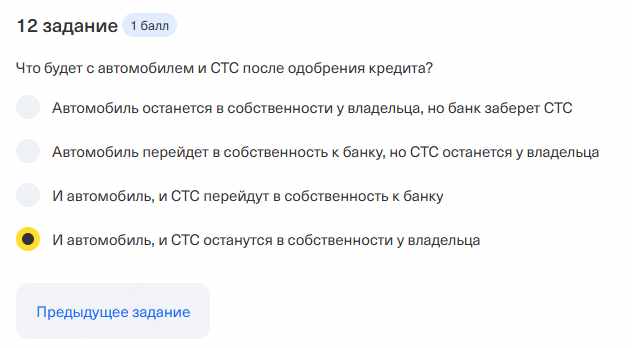 12 задание 1 балл
Что будет с автомобилем и СТС после одобрения кредита?
Автомобиль останется в собственности у владельца, но банк заберет СТС
Автомобиль перейдет в собственность к банку, но СТС останется у владельца
И автомобиль, и СТС перейдут в собственность к банку
И автомобиль, и СТС останутся в собственности у владельца
Предыдущее задание